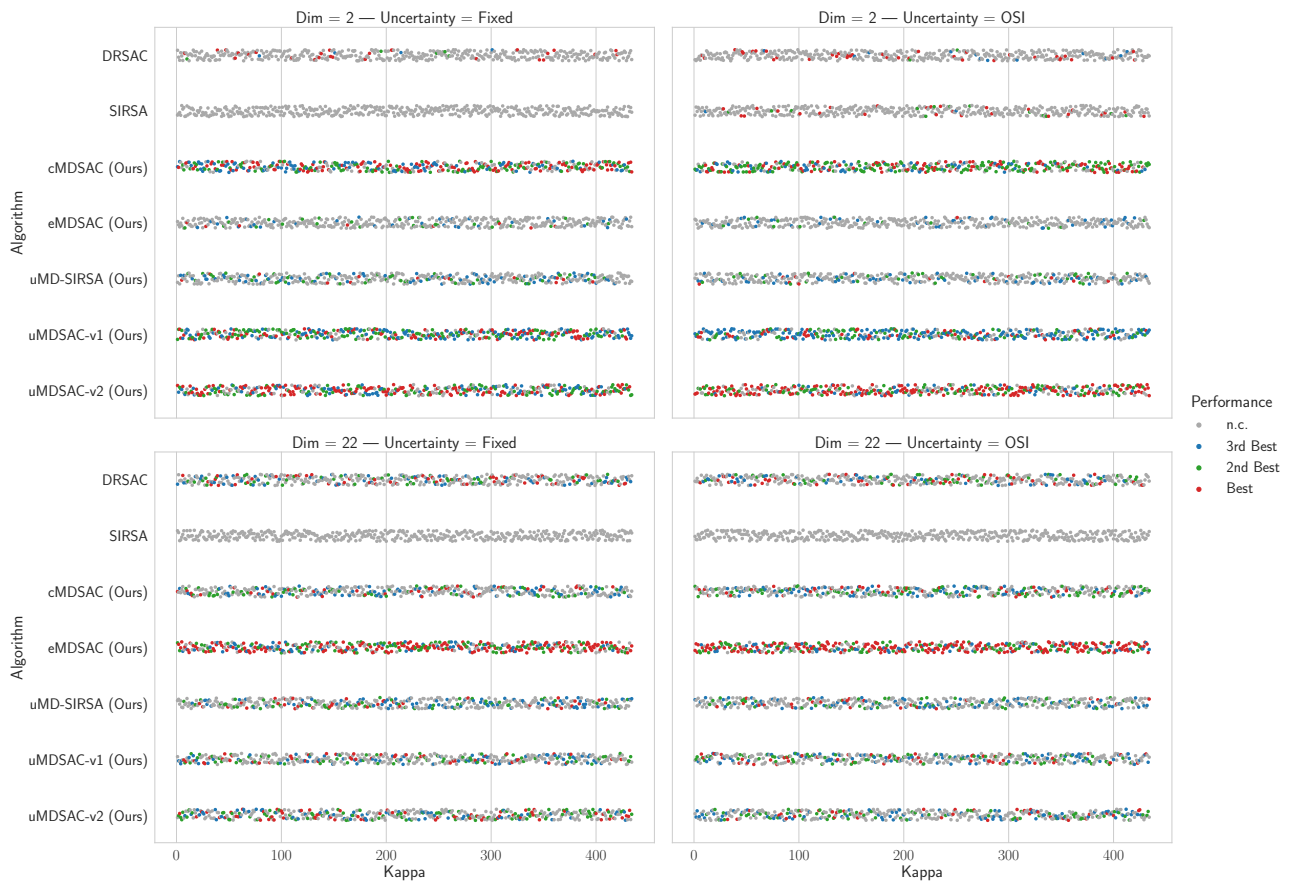 Dim = 2 — Uncertainty = Fixed
Dim = 2 — Uncertainty = OSI
Algorithm
DRSAC
SIRSA
cMDSAC (Ours)
eMDSAC (Ours)
uMD-SIRSA (Ours)
uMDSAC-v1 (Ours)
uMDSAC-v2 (Ours)
Performance
n.c.
3rd Best
2nd Best
Best
Dim = 22 — Uncertainty = Fixed
Dim = 22 — Uncertainty = OSI
Algorithm
DRSAC
SIRSA
cMDSAC (Ours)
eMDSAC (Ours)
uMD-SIRSA (Ours)
uMDSAC-v1 (Ours)
uMDSAC-v2 (Ours)
0 100 200 300 400
0 100 200 300 400
Kappa
Kappa